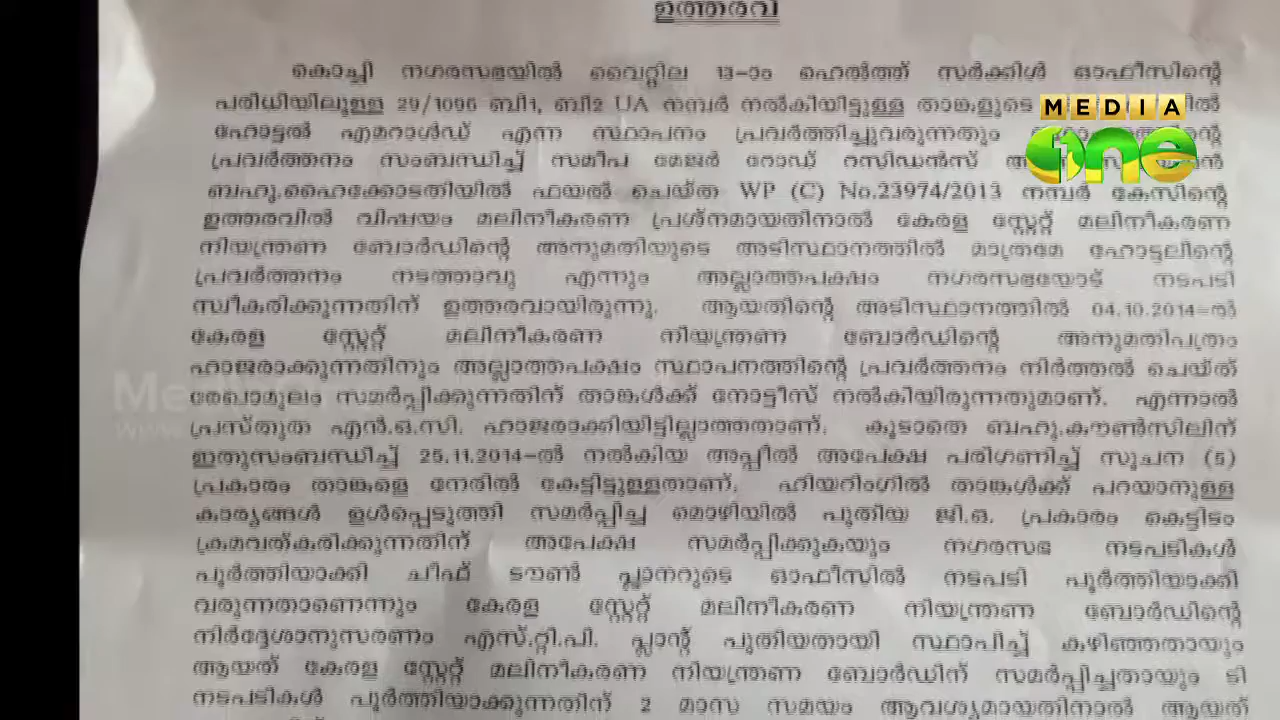 ഉത്തരവ്
കൊച്ചി നഗരസഭയിൽ വൈറ്റില 13-ാം ഹെൽത്ത് സർക്കിൾ ഓഫീസിന്റെ
പരിധിയിലുള്ള 29/1096 ബി1, ബി2 UA നമ്പർ നൽകിയിട്ടുള്ള താങ്കളുടെ
MEDIA
one
ഹോട്ടൽ എമറാൾഡ് എന്ന സ്ഥാപനം പ്രവർത്തിച്ചുവരുന്നതും
പ്രവർത്തനം സംബന്ധിച്ച് സമീപ മേജർ റോഡ് റസിഡൻസ്
ബഹു.ഹൈക്കോടതിയിൽ ഫയൽ ചെയ്ത WP (C) No.23974/2013 നമ്പർ കേസിന്റെ
ഉത്തരവിൽ വിഷയം മലിനീകരണ പ്രശ്നമായതിനാൽ കേരള സ്റ്റേറ്റ് മലിനീകരണ
നിയന്ത്രണ ബോർഡിന്റെ അനുമതിയുടെ അടിസ്ഥാനത്തിൽ മാത്രമേ ഹോട്ടലിന്റെ
പ്രവർത്തനം നടത്താവു എന്നും അല്ലാത്തപക്ഷം നഗരസഭയോട് നടപടി
സ്വീകരിക്കുന്നതിന് ഉത്തരവായിരുന്നു. ആയതിന്റെ അടിസ്ഥാനത്തിൽ 04.10.2014-ൽ
കേരള സ്റ്റേറ്റ് മലിനീകരണ നിയന്ത്രണ ബോർഡിന്റെ അനുമതിപത്രം
ഹാജരാക്കുന്നതിനും അല്ലാത്തപക്ഷം സ്ഥാപനത്തിന്റെ പ്രവർത്തനം നിർത്തൽ ചെയ്ത്
രേഖാമൂലം സമർപ്പിക്കുന്നതിന് താങ്കൾക്ക് നോട്ടീസ് നൽകിയിരുന്നതുമാണ്. എന്നാൽ
പ്രസ്തുത എൻ.ഒ.സി. ഹാജരാക്കിയിട്ടില്ലാത്തതാണ്. കൂടാതെ ബഹു.കൗൺസിലിന്
ഇതുസംബന്ധിച്ച് 25.11.2014-ൽ നൽകിയ അപ്പീൽ അപേക്ഷ പരിഗണിച്ച് സൂചന (5)
പ്രകാരം താങ്കളെ നേരിൽ കേട്ടിട്ടുള്ളതാണ്. ഹിയറിംഗിൽ താങ്കൾക്ക് പറയാനുള്ള
കാര്യങ്ങൾ ഉൾപ്പെടുത്തി സമർപ്പിച്ച മൊഴിയിൽ പുതിയ ജി.ഒ. പ്രകാരം കെട്ടിടം
ക്രമവത്കരിക്കുന്നതിന് അപേക്ഷ സമർപ്പിക്കുകയും നഗരസഭ നടപടികൾ
പൂർത്തിയാക്കി ചീഫ് ടൗൺ പ്ലാനറുടെ ഓഫീസിൽ നടപടി പൂർത്തിയാക്കി
വരുന്നതാണെന്നും കേരള സ്റ്റേറ്റ് മലിനീകരണ നിയന്ത്രണ ബോർഡിന്റെ
നിർദ്ദേശാനുസരണം എസ്.റ്റി.പി. പ്ലാന്റ് പുതിയതായി സ്ഥാപിച്ച് കഴിഞ്ഞതായും
ആയത് കേരള സ്റ്റേറ്റ് മലിനീകരണ നിയന്ത്രണ ബോർഡിന് സമർപ്പിച്ചതായും ടി
നടപടികൾ പൂർത്തിയാക്കുന്നതിന് 2 മാസ സമയം ആവശ്യമായതിനാൽ ആയത്